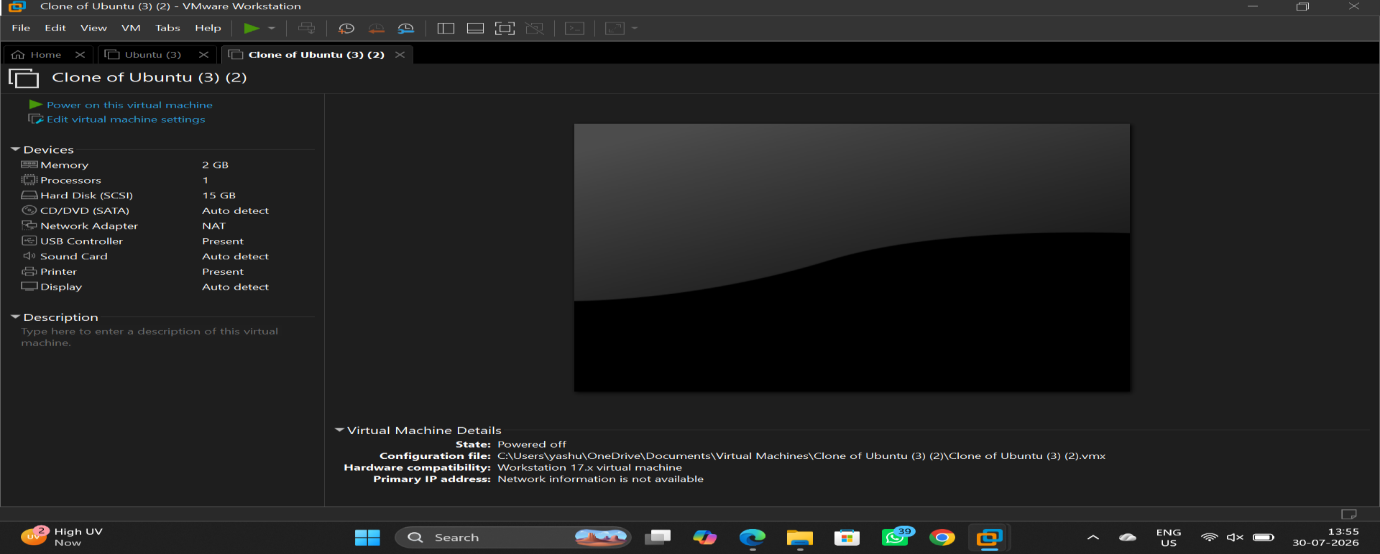 Clone of Ubuntu (3) (2) - VMware Workstation
File Edit View VM Tabs Help
Home Ubuntu (3) Clone of Ubuntu (3) (2)
Clone of Ubuntu (3) (2)
Power on this virtual machine
Edit virtual machine settings
Devices
Memory 2 GB
Processors 1
Hard Disk (SCSI) 15 GB
CD/DVD (SATA) Auto detect
Network Adapter NAT
USB Controller Present
Sound Card Auto detect
Printer Present
Display Auto detect
Description
Type here to enter a description of this virtual
machine.
Virtual Machine Details
State: Powered off
Configuration file: C:\Users\yashu\OneDrive\Documents\Virtual Machines\Clone of Ubuntu (3) (2)\Clone of Ubuntu (3) (2).vmx
Hardware compatibility: Workstation 17.x virtual machine
Primary IP address: Network information is not available
UV 2 High UV
Now
Search
39
ENG
US
13:55
30-07-2026